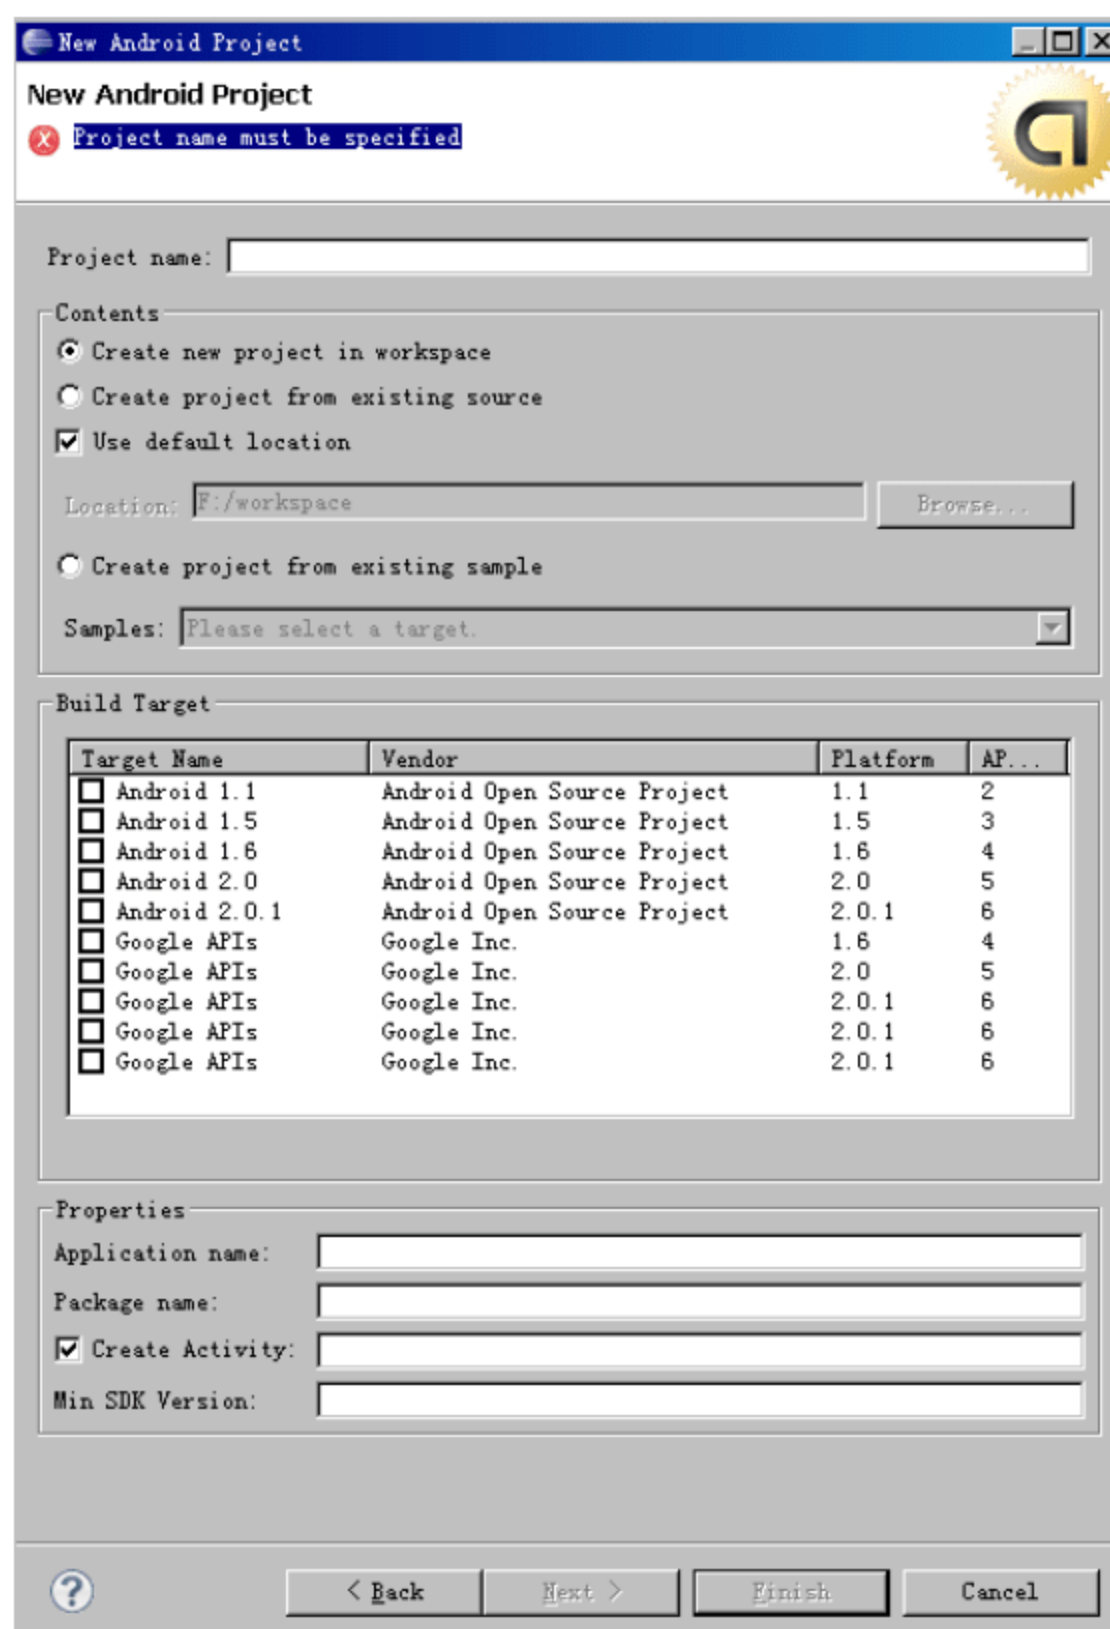 New Android Project
New Android Project
Project name must be specified
Project name:
Contents
Create new project in workspace
Create project from existing source
Use default location
Location: F:/workspace Browse...
Create project from existing sample
Samples: Please select a target.
Build Target
Target Name Vendor Platform AP...
Android 1.1 Android Open Source Project 1.1 2
Android 1.5 Android Open Source Project 1.5 3
Android 1.6 Android Open Source Project 1.6 4
Android 2.0 Android Open Source Project 2.0 5
Android 2.0.1 Android Open Source Project 2.0.1 6
Google APIs Google Inc. 1.6 4
Google APIs Google Inc. 2.0 5
Google APIs Google Inc. 2.0.1 6
Google APIs Google Inc. 2.0.1 6
Google APIs Google Inc. 2.0.1 6
Properties
Application name:
Package name:
Create Activity:
Min SDK Version:
? < Back Next > Finish Cancel